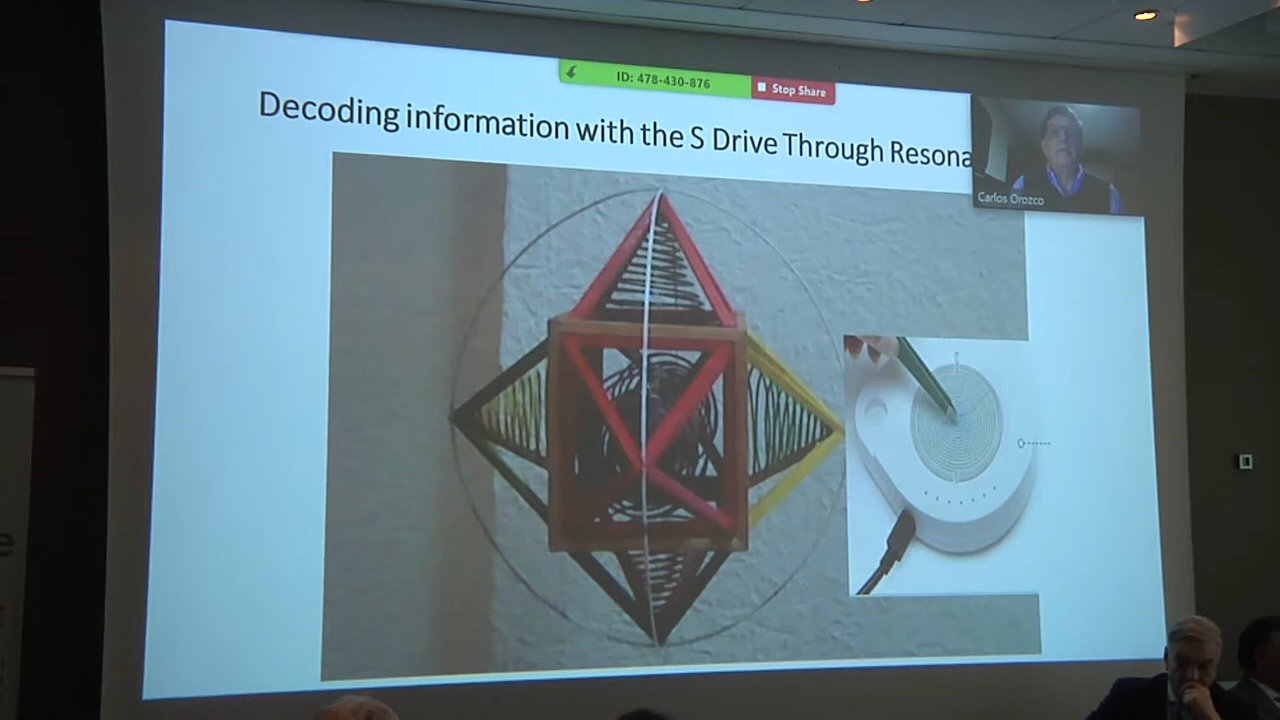 ID: 478-430-876
Stop Share
Decoding information with the S Drive Through Resona
Carlos Orozco
e